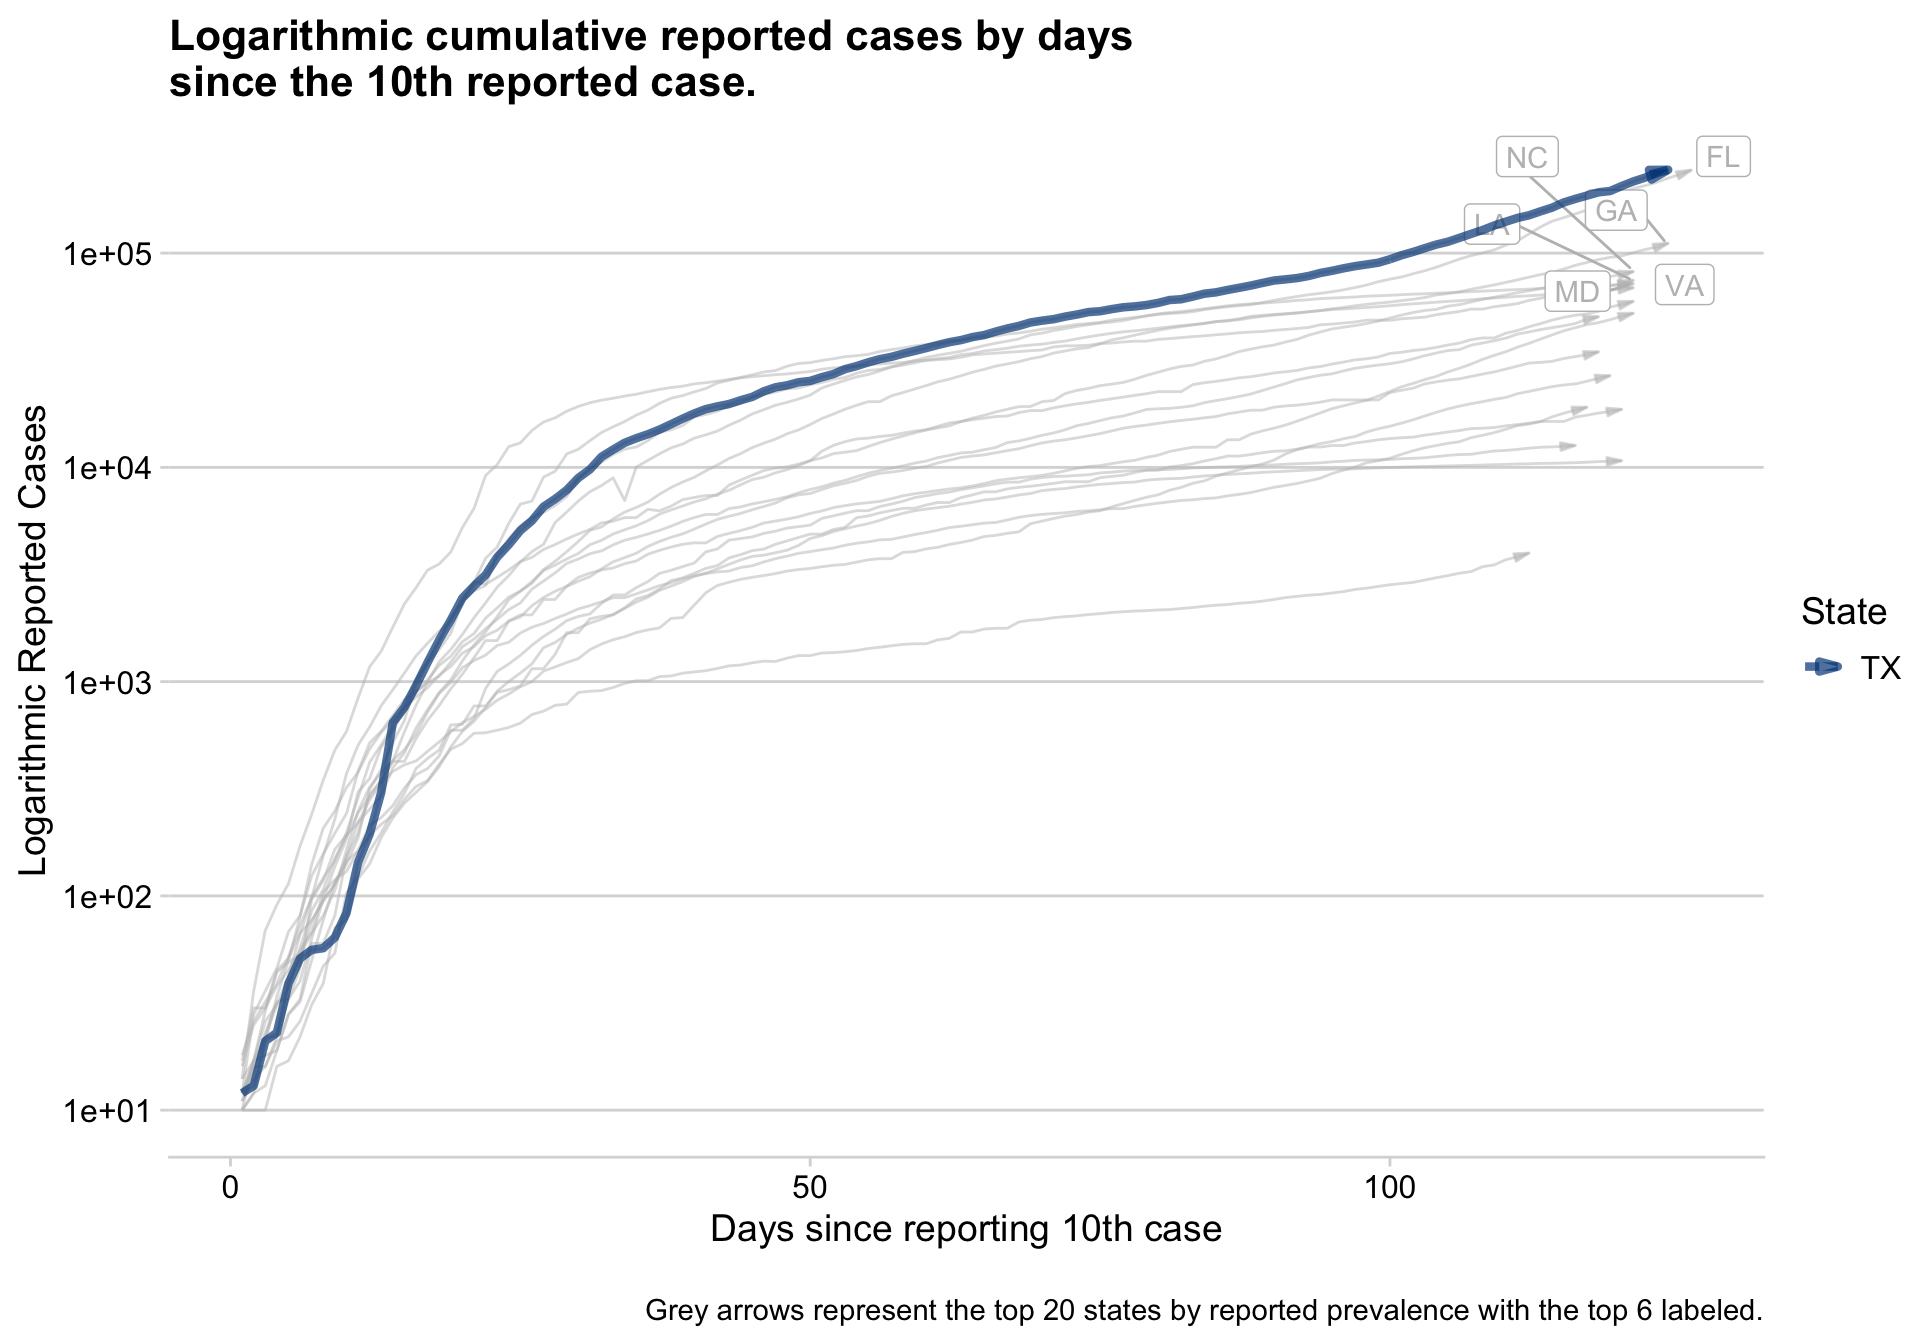 Logarithmic cumulative reported cases by days
since the 10th reported case.
NC
FL
LA
GA
MD
VA
1e+05
1e+04
1e+03
1e+02
1e+01
Logarithmic Reported Cases
State
TX
0
50
100
Days since reporting 10th case
Grey arrows represent the top 20 states by reported prevalence with the top 6 labeled.